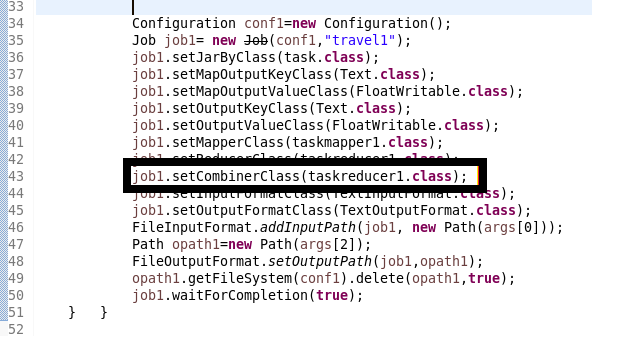 33
34 Configuration conf1=new Configuration();
35 Job job1= new Job(conf1,"travel1");
36 job1.setJarByClass(task.class);
37 job1.setMapOutputKeyClass(Text.class);
38 job1.setMapOutputValueClass(FloatWritable.class);
39 job1.setOutputKeyClass(Text.class);
40 job1.setOutputValueClass(FloatWritable.class);
41 job1.setMapperClass(taskmapper1.class);
42 job1.setReducerClass(taskreducer1.class);
43 job1.setCombinerClass(taskreducer1.class);
44 job1.setInputFormatClass(TextInputFormat.class);
45 job1.setOutputFormatClass(TextOutputFormat.class);
46 FileInputFormat.addInputPath(job1, new Path(args[0]));
47 Path opath1=new Path(args[2]);
48 FileOutputFormat.setOutputPath(job1,opath1);
49 opath1.getFileSystem(conf1).delete(opath1,true);
50 job1.waitForCompletion(true);
51 } }
52